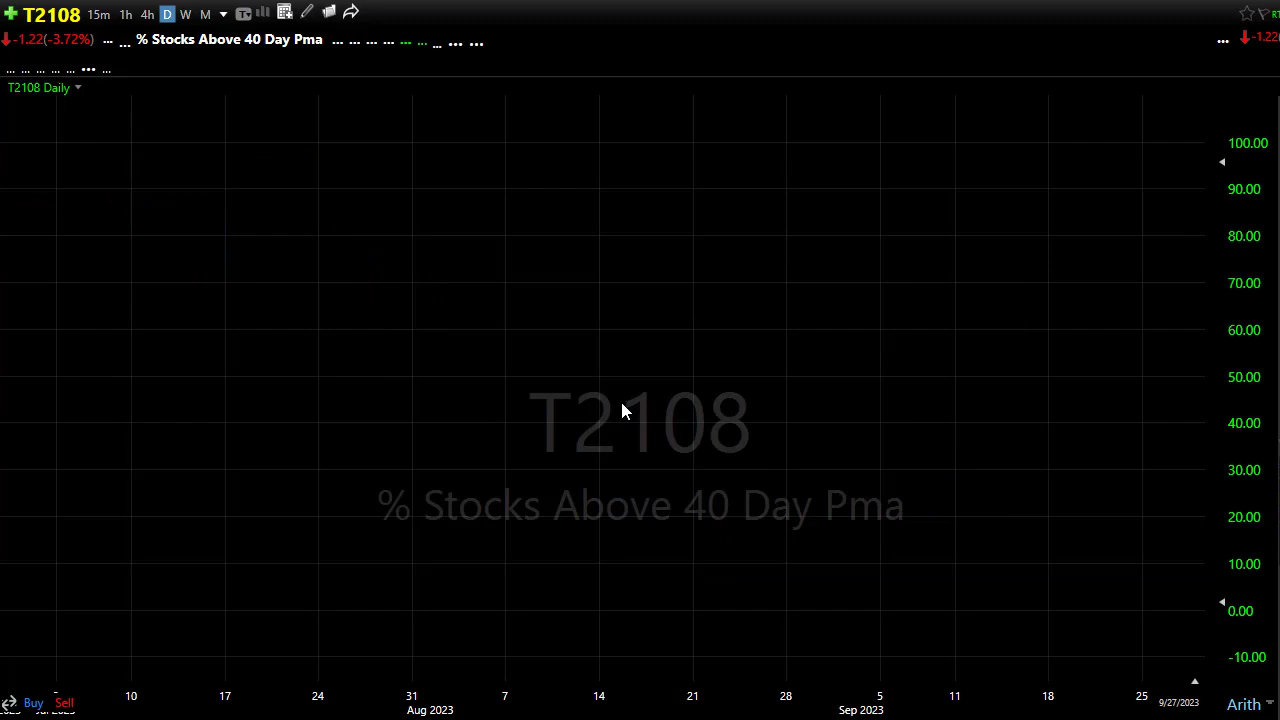 T2108 15m 1h 4h D W M T RT
-1.22(-3.72%) ... ... % Stocks Above 40 Day Pma ... ... ... ... ... ... ... ... ... ... -1.22
... ... ... ... ... ... ...
T2108 Daily
100.00
90.00
80.00
70.00
60.00
50.00
40.00
T2108
30.00
% Stocks Above 40 Day Pma
20.00
10.00
0.00
-10.00
10 17 24 31 7 14 21 28 5 11 18 25
Buy Sell 9/27/2023 Arith
Aug 2023 Sep 2023